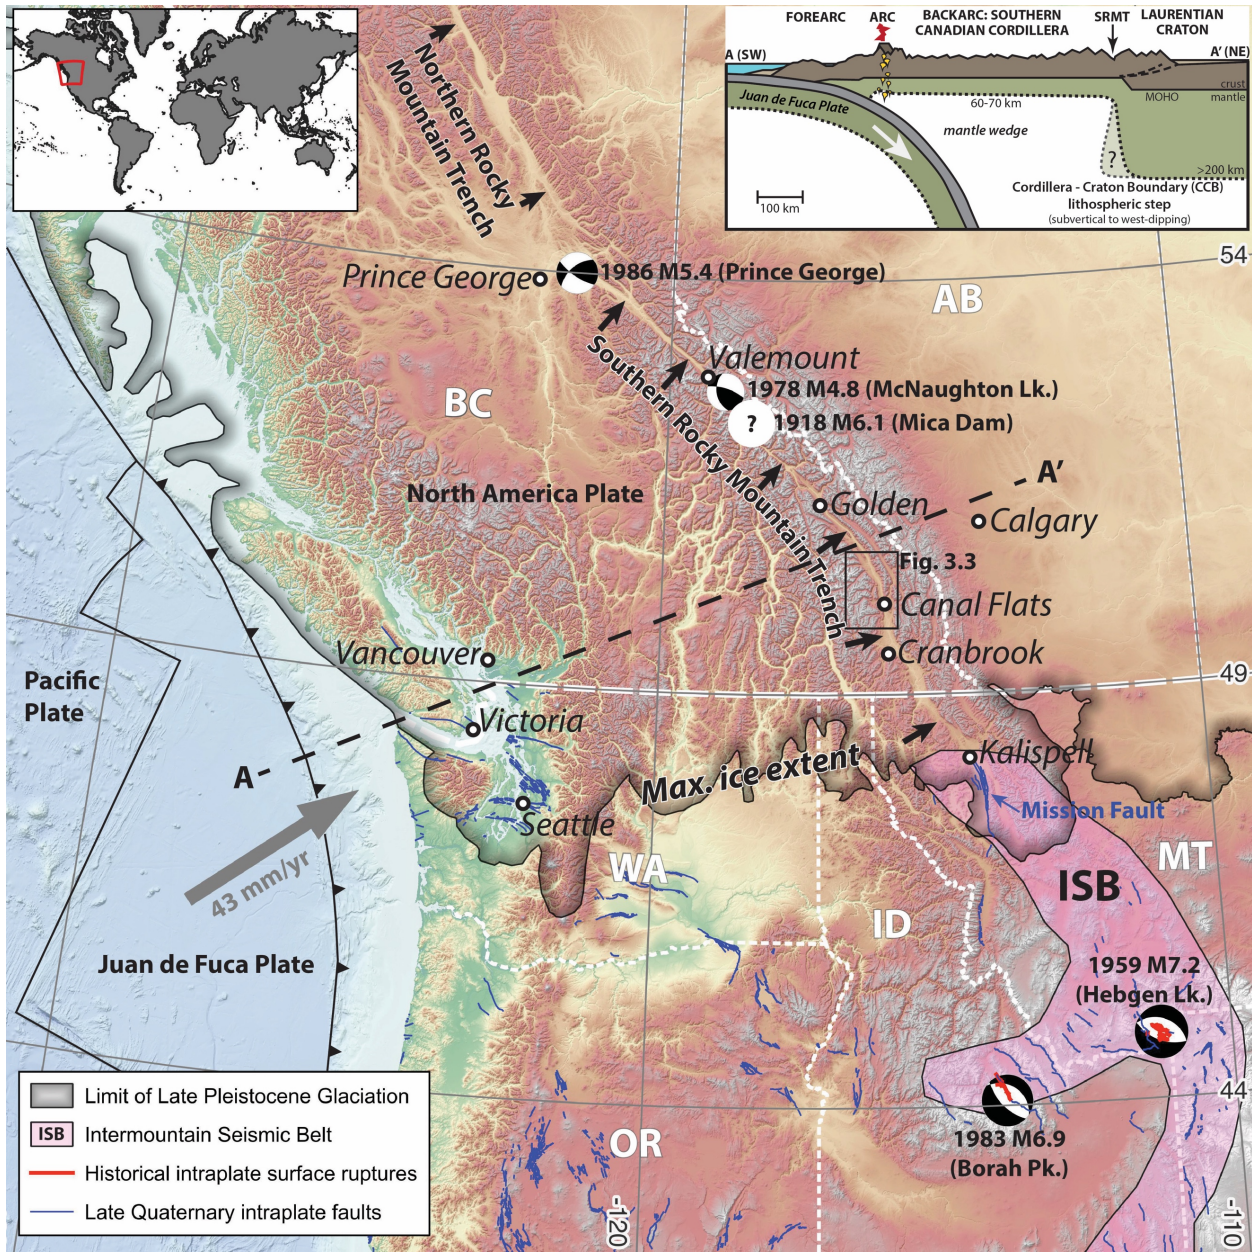 FOREARC
ARC
BACKARC: SOUTHERN
CANADIAN CORDILLERA
SRMT
LAURENTIAN
CRATON
A (SW)
A' (NE)
Juan de Fuca Plate
60-70 km
MOHO
crust
mantle
mantle wedge
?
>200 km
Cordillera - Craton Boundary (CCB)
lithospheric step
(subvertical to west-dipping)
100 km
Northern Rocky
Mountain Trench
54
Prince George
1986 M5.4 (Prince George)
AB
Southern Rocky Mountain Trench
Valemount
1978 M4.8 (McNaughton Lk.)
BC
?
1918 M6.1 (Mica Dam)
A'
North America Plate
Golden
Calgary
Fig. 3.3
Canal Flats
Vancouver
Cranbrook
49
Pacific
Plate
Victoria
Kalispell
A
Max. ice extent
Mission Fault
Seattle
43 mm/yr
WA
MT
ISB
ID
Juan de Fuca Plate
1959 M7.2
(Hebgen Lk.)
44
1983 M6.9
(Borah Pk.)
OR
-120
-110
Limit of Late Pleistocene Glaciation
ISB
Intermountain Seismic Belt
Historical intraplate surface ruptures
Late Quaternary intraplate faults